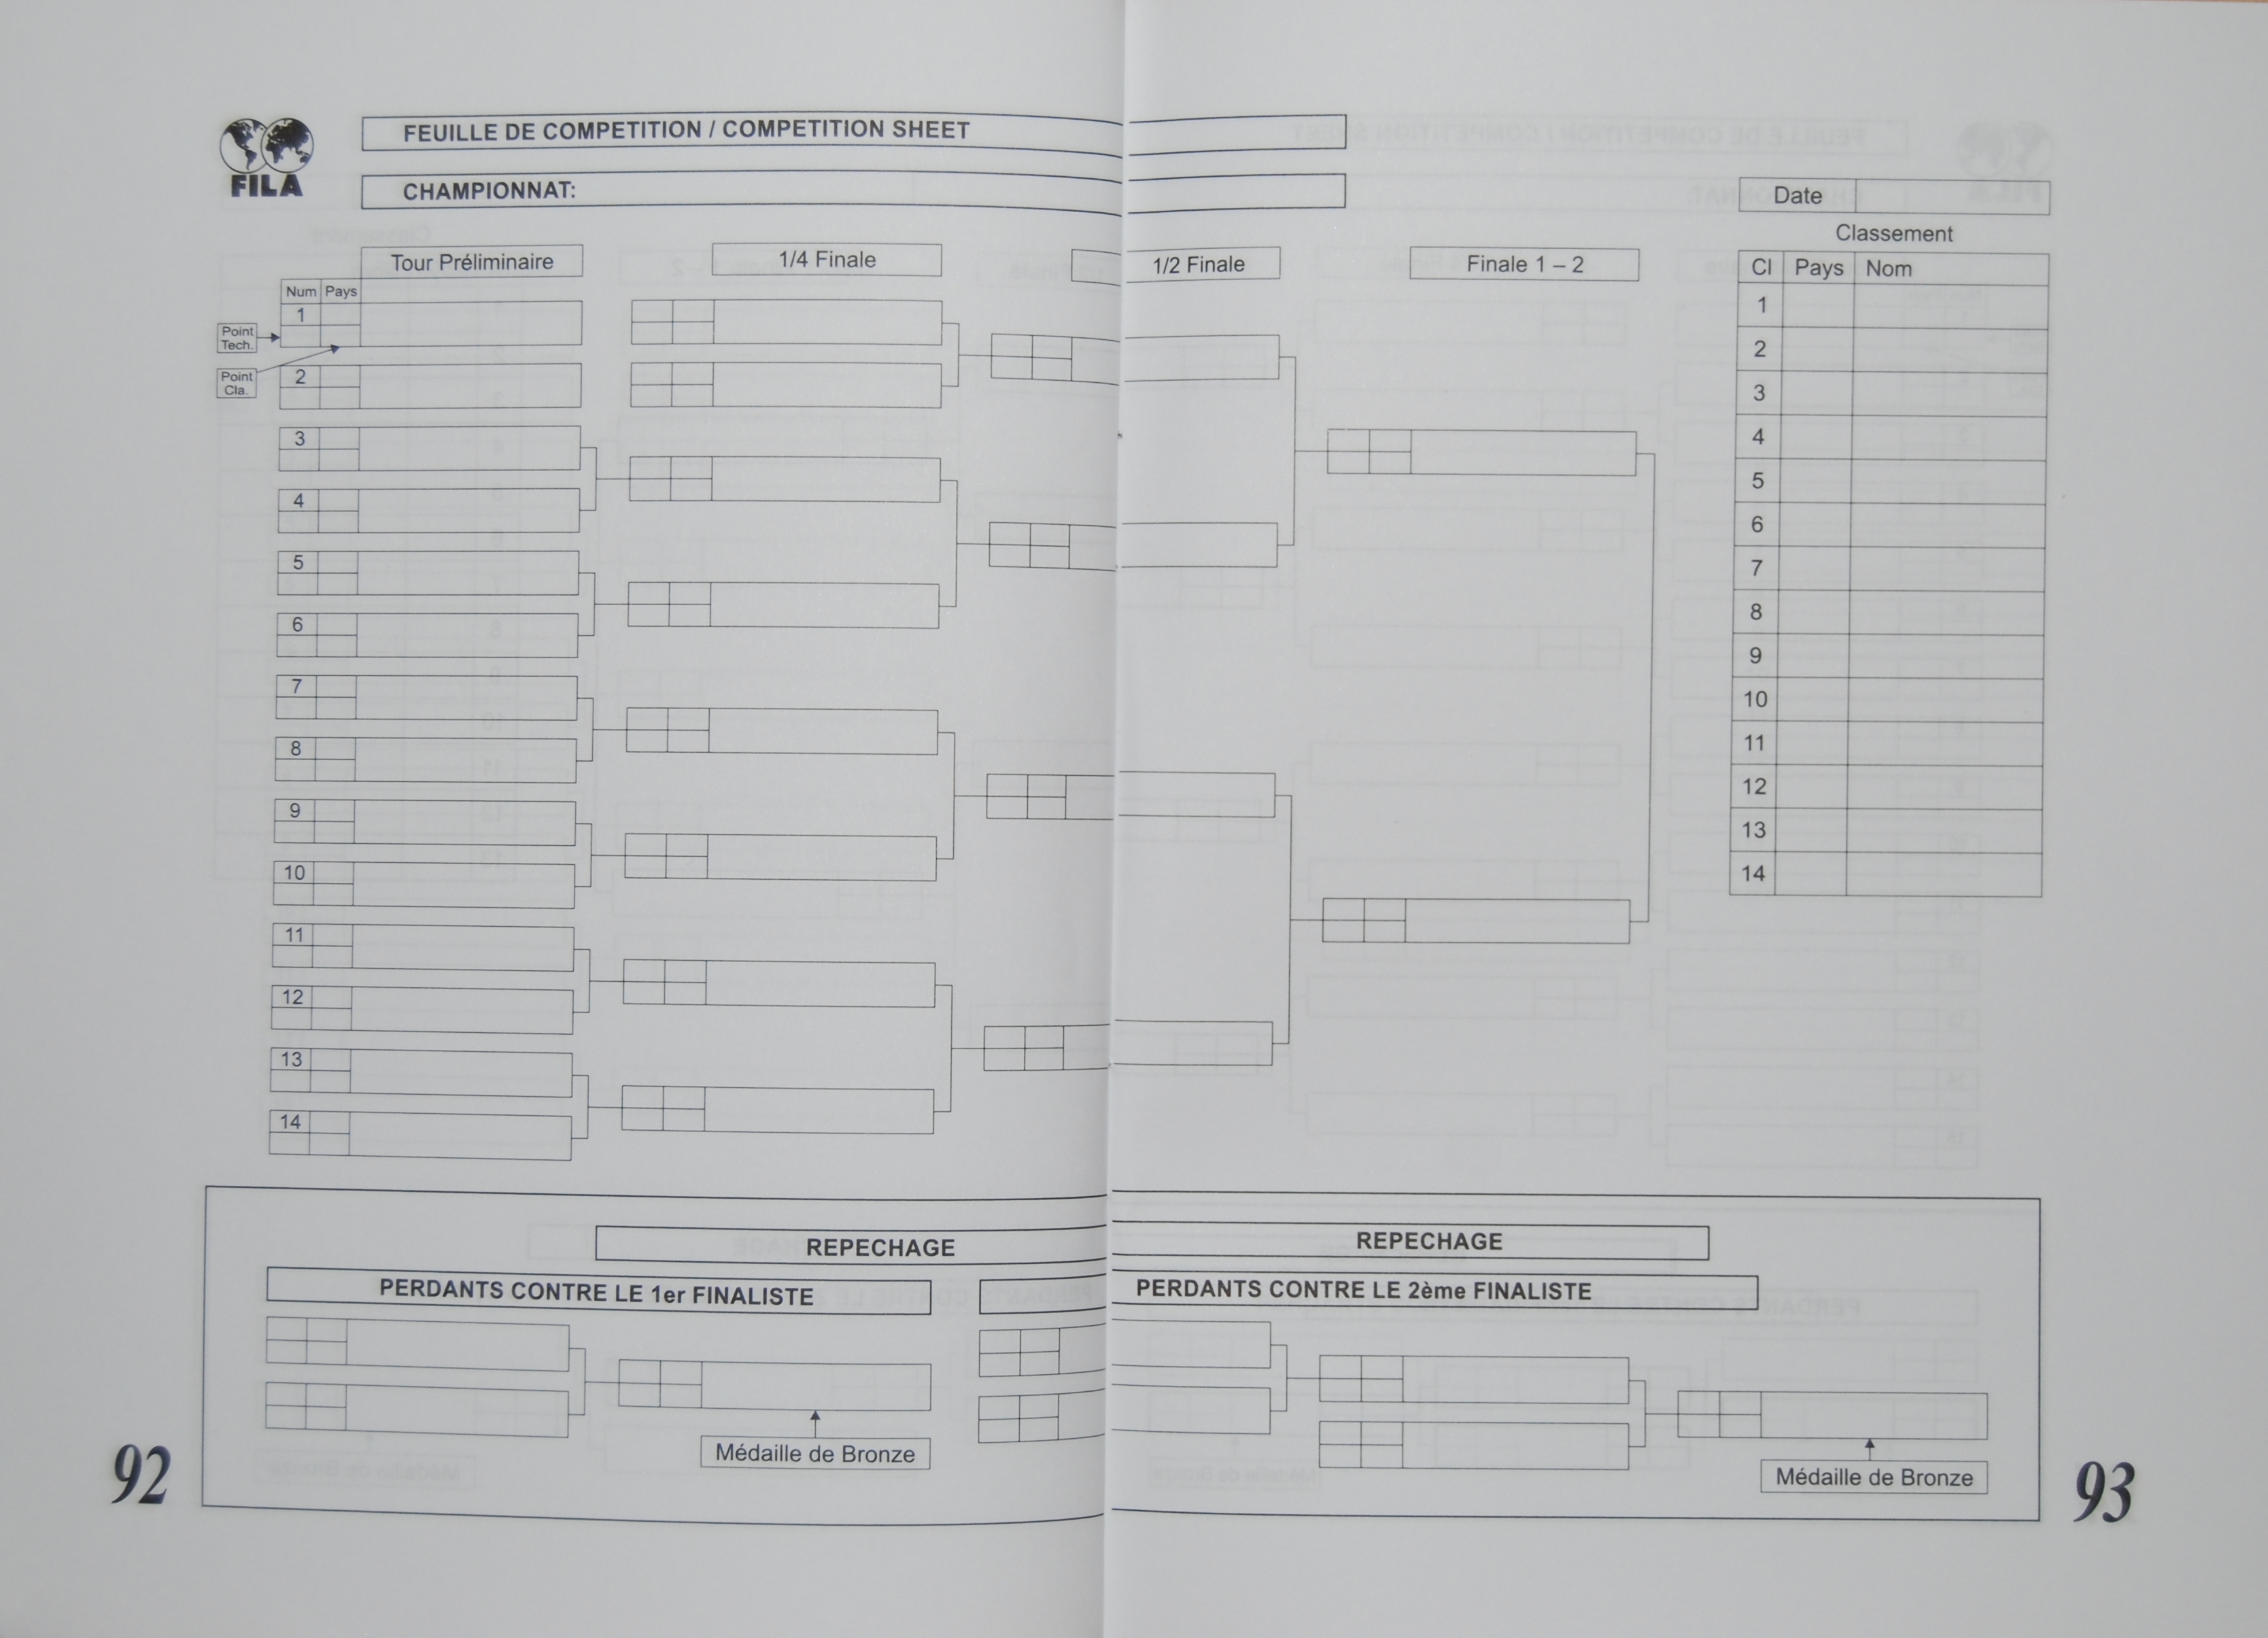 FEUILLE DE COMPETITION / COMPETITION SHEET
FILA
CHAMPIONNAT:
Date
Classement
Tour Préliminaire
1/4 Finale
1/2 Finale
Finale 1 – 2
Cl Pays Nom
1
2
3
4
5
6
7
8
9
10
11
12
13
14
Num Pays
1
Point
Tech.
Point
Cla.
2
3
4
5
6
7
8
9
10
11
12
13
14
REPECHAGE
PERDANTS CONTRE LE 1er FINALISTE
Médaille de Bronze
REPECHAGE
PERDANTS CONTRE LE 2ème FINALISTE
Médaille de Bronze
92
93